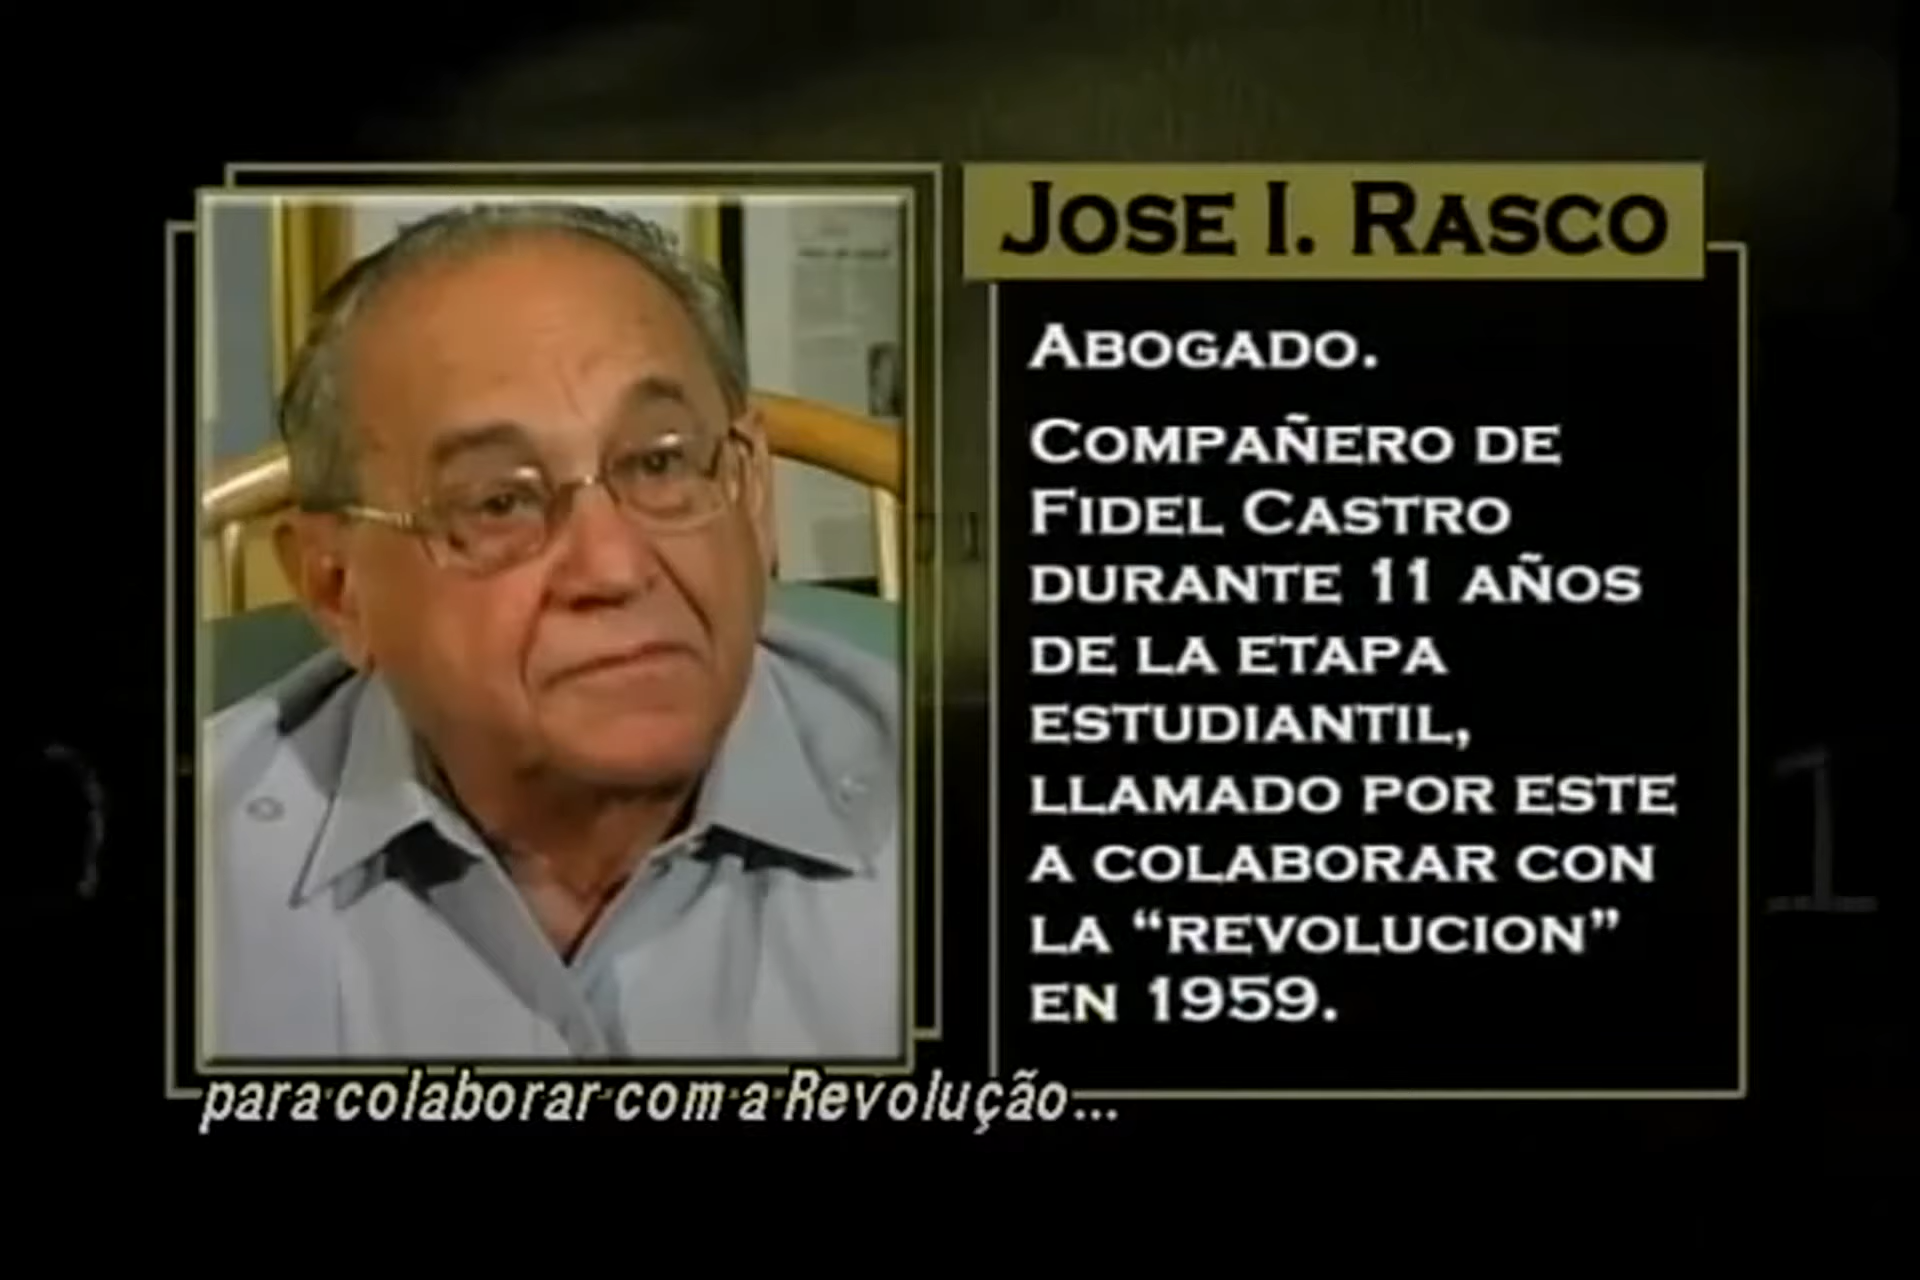 JOSE I. RASCO
ABOGADO.
COMPAÑERO DE
FIDEL CASTRO
DURANTE 11 AÑOS
DE LA ETAPA
ESTUDIANTIL,
LLAMADO POR ESTE
A COLABORAR CON
LA “REVOLUCION”
EN 1959.
para colaborar com a Revolução...
1